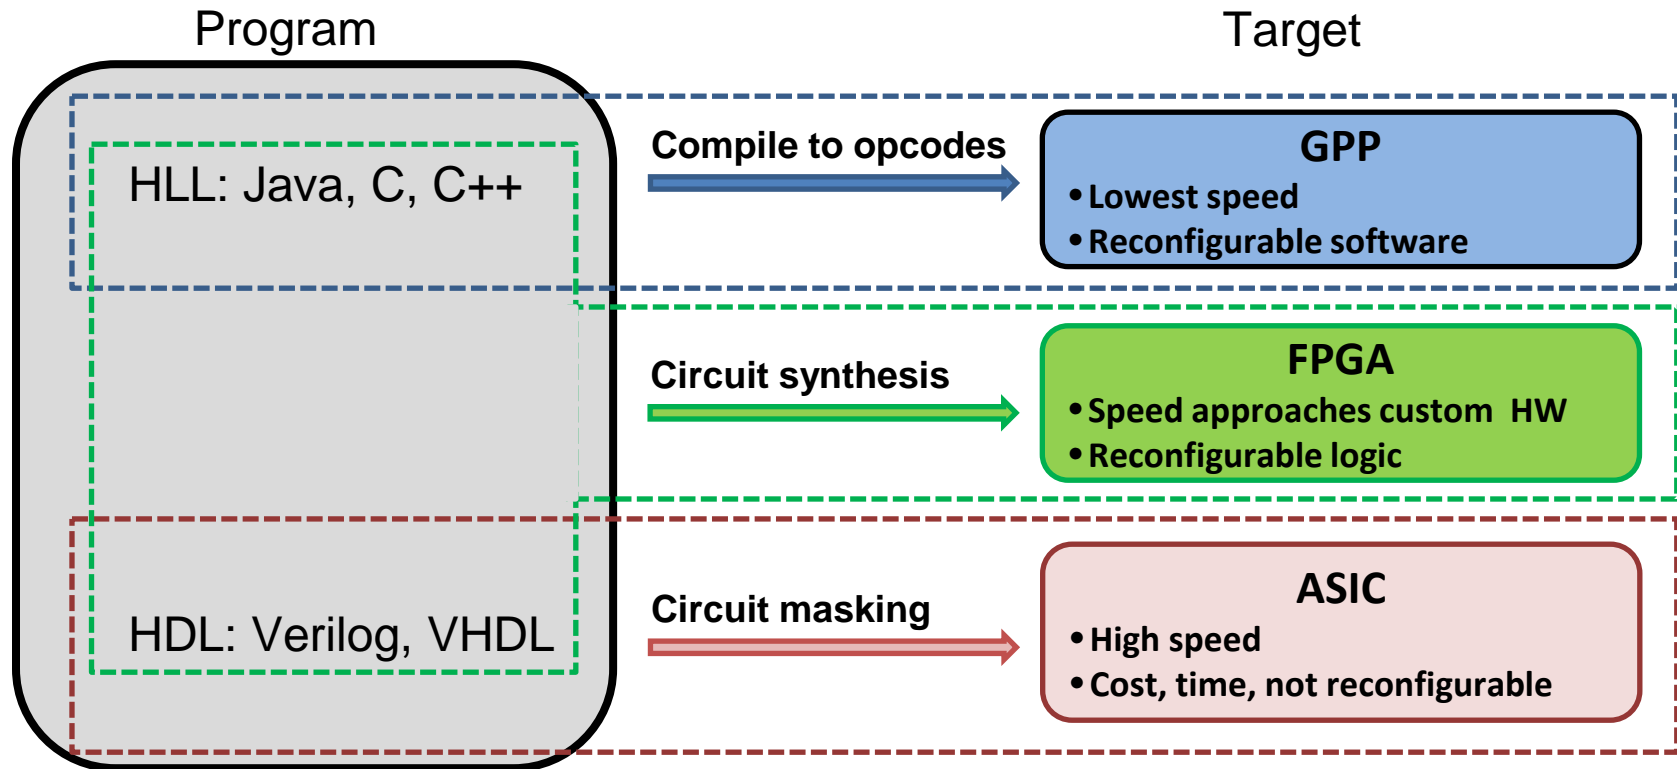 Program
Target
HLL: Java, C, C++
Compile to opcodes
GPP
• Lowest speed
• Reconfigurable software
Circuit synthesis
FPGA
• Speed approaches custom HW
• Reconfigurable logic
HDL: Verilog, VHDL
Circuit masking
ASIC
• High speed
• Cost, time, not reconfigurable